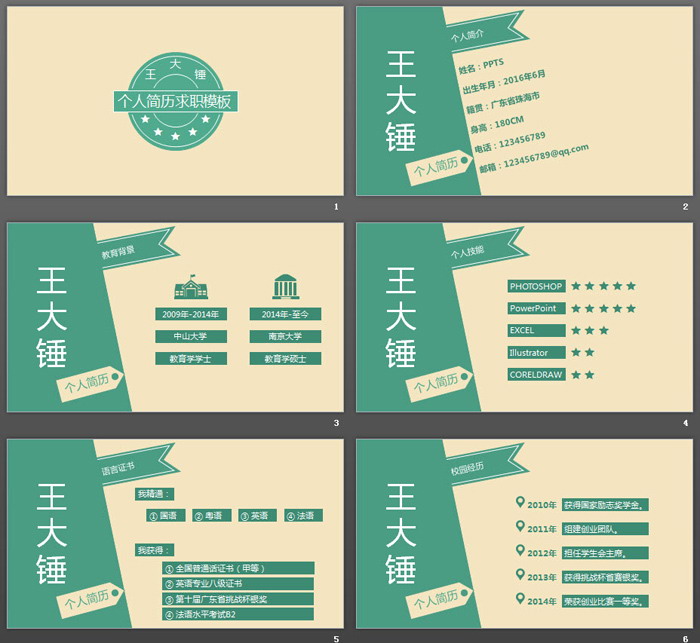 王大锤
个人简历求职模板
1
王大锤
个人简介
姓名：PPTS
出生年月：2016年6月
籍贯：广东省珠海市
身高：180CM
电话：123456789
邮箱：123456789@qq.com
个人简历
2
王大锤
教育背景
2009年-2014年
2014年-至今
中山大学
南京大学
教育学学士
教育学硕士
个人简历
3
王大锤
个人技能
PHOTOSHOP
PowerPoint
EXCEL
Illustrator
CORELDRAW
个人简历
4
王大锤
语言证书
我精通：
① 国语 ② 粤语 ③ 英语 ④ 法语
我获得：
① 全国普通话证书（甲等）
② 英语专业八级证书
③ 第十届广东省挑战杯银奖
④ 法语水平考试B2
个人简历
5
王大锤
校园经历
2010年 获得国家励志奖学金。
2011年 组建创业团队。
2012年 担任学生会主席。
2013年 获得挑战杯首赛银奖。
2014年 荣获创业比赛一等奖。
个人简历
6